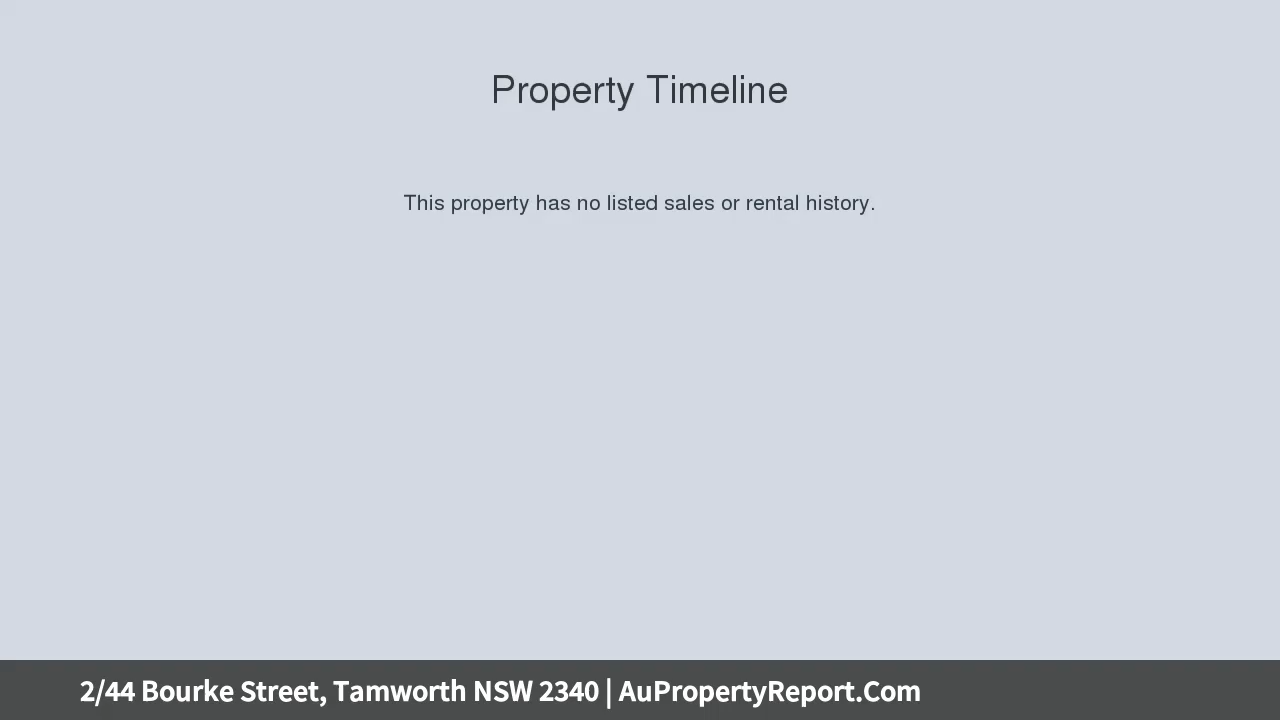 Property Timeline
This property has no listed sales or rental history.
2/44 Bourke Street, Tamworth NSW 2340 | AuPropertyReport.Com